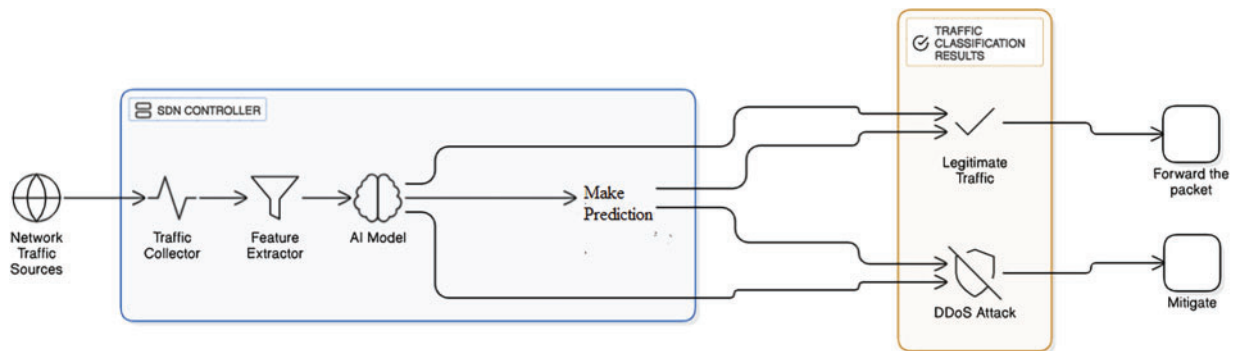 TRAFFIC
CLASSIFICATION
RESULTS
SDN CONTROLLER
Network
Traffic
Sources
Traffic
Collector
Feature
Extractor
AI Model
Make
Prediction
Legitimate
Traffic
DDoS Attack
Forward the
packet
Mitigate